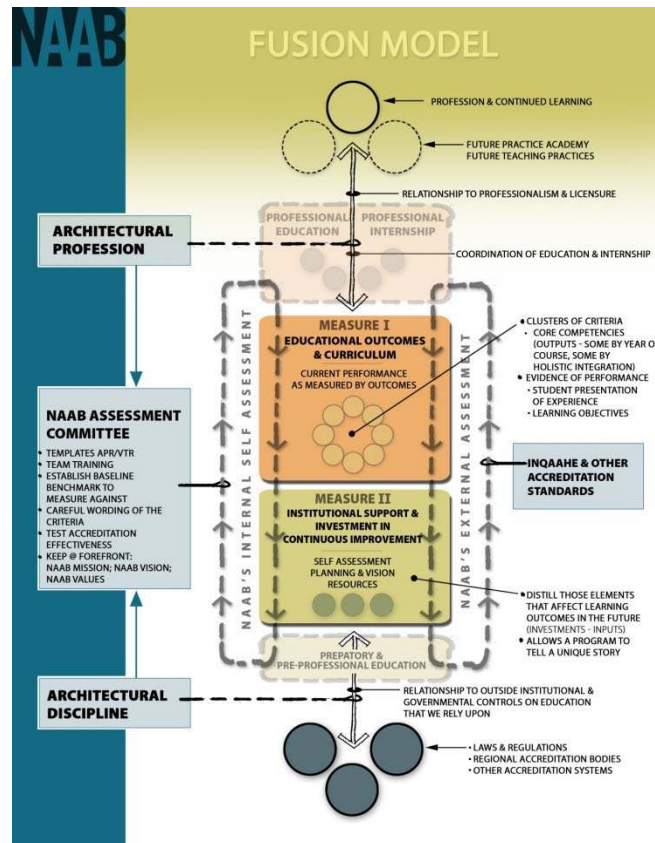 NAAB
FUSION MODEL
PROFESSION & CONTINUED LEARNING
FUTURE PRACTICE ACADEMY
FUTURE TEACHING PRACTICES
RELATIONSHIP TO PROFESSIONALISM & LICENSURE
PROFESSIONAL
EDUCATION
PROFESSIONAL
INTERNSHIP
ARCHITECTURAL
PROFESSION
COORDINATION OF EDUCATION & INTERNSHIP
NAAB'S INTERNAL SELF ASSESSMENT
MEASURE I
EDUCATIONAL OUTCOMES
& CURRICULUM
CURRENT PERFORMANCE
AS MEASURED BY OUTCOMES
• CLUSTERS OF CRITERIA
• CORE COMPETENCIES
(OUTPUTS - SOME BY YEAR O
COURSE, SOME BY
HOLISTIC INTEGRATION)
• EVIDENCE OF PERFORMANCE
• STUDENT PRESENTATION
OF EXPERIENCE
• LEARNING OBJECTIVES
NAAB ASSESSMENT
COMMITTEE
• TEMPLATES APR/VTR
• TEAM TRAINING
• ESTABLISH BASELINE
BENCHMARK TO
MEASURE AGAINST
• CAREFUL WORDING OF THE
CRITERIA
• TEST ACCREDITATION
EFFECTIVENESS
• KEEP @ FOREFRONT:
NAAB MISSION; NAAB VISION;
NAAB VALUES
NAAB'S EXTERNAL ASSESSMENT
INQAAHE & OTHER
ACCREDITATION
STANDARDS
MEASURE II
INSTITUTIONAL SUPPORT &
INVESTMENT IN
CONTINUOUS IMPROVEMENT
SELF ASSESSMENT
PLANNING & VISION
RESOURCES
• DISTILL THOSE ELEMENTS
THAT AFFECT LEARNING
OUTCOMES IN THE FUTURE
(INVESTMENTS - INPUTS)
• ALLOWS A PROGRAM TO
TELL A UNIQUE STORY
PREPATORY &
PRE-PROFESSIONAL EDUCATION
ARCHITECTURAL
DISCIPLINE
RELATIONSHIP TO OUTSIDE INSTITUTIONAL &
GOVERNMENTAL CONTROLS ON EDUCATION
THAT WE RELY UPON
• LAWS & REGULATIONS
• REGIONAL ACCREDITATION BODIES
• OTHER ACCREDITATION SYSTEMS